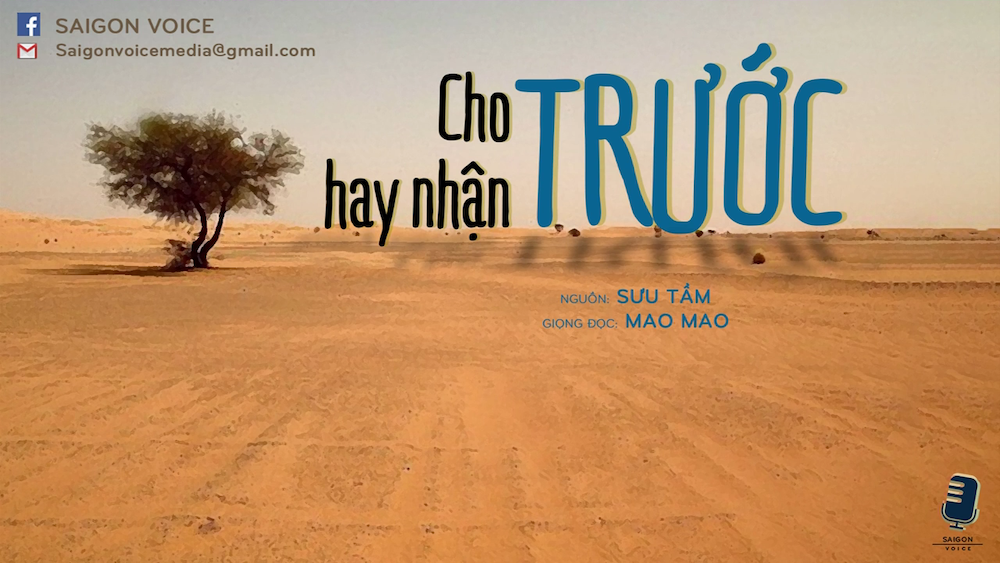 SAIGON VOICE
Saigonvoicemedia@gmail.com
Cho TRƯỚC
hay nhận
NGUỒN: SƯU TẦM
GIỌNG ĐỌC: MAO MAO
SAIGON
VOICE